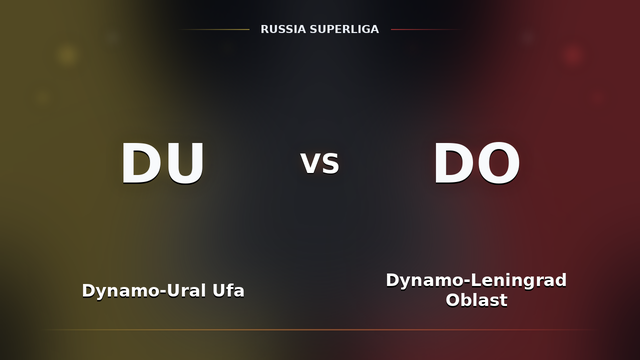 RUSSIA SUPERLIGA
DU
VS
DO
Dynamo-Ural Ufa
Dynamo-Leningrad
Oblast